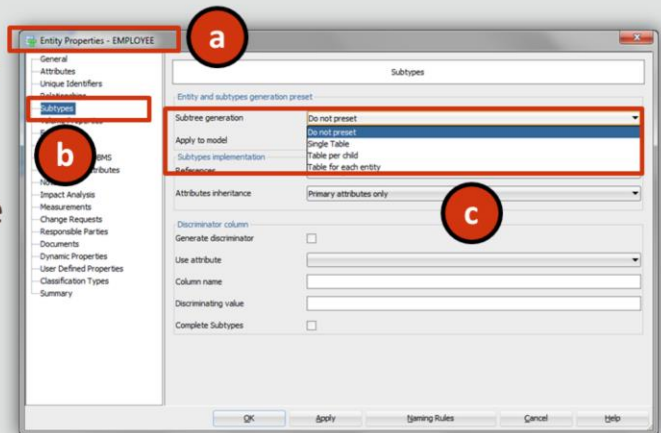 Entity Properties - EMPLOYEE
a
General
Attributes
Unique Identifiers
Relationships
Subtypes
b
BMS
Impact Analysis
Measurements
Change Requests
Responsible Parties
Documents
Dynamic Properties
User Defined Properties
Classification Types
Summary
e
Subtypes
Entity and subtypes generation preset
Subtree generation
Do not preset
Do not preset
Single Table
Table per child
Table for each entity
Apply to model
Subtypes implementation
References
Attributes inheritance
Primary attributes only
c
Discriminator column
Generate discriminator
Use attribute
Column name
Discriminating value
Complete Subtypes
OK
Apply
Naming Rules
Cancel
Help